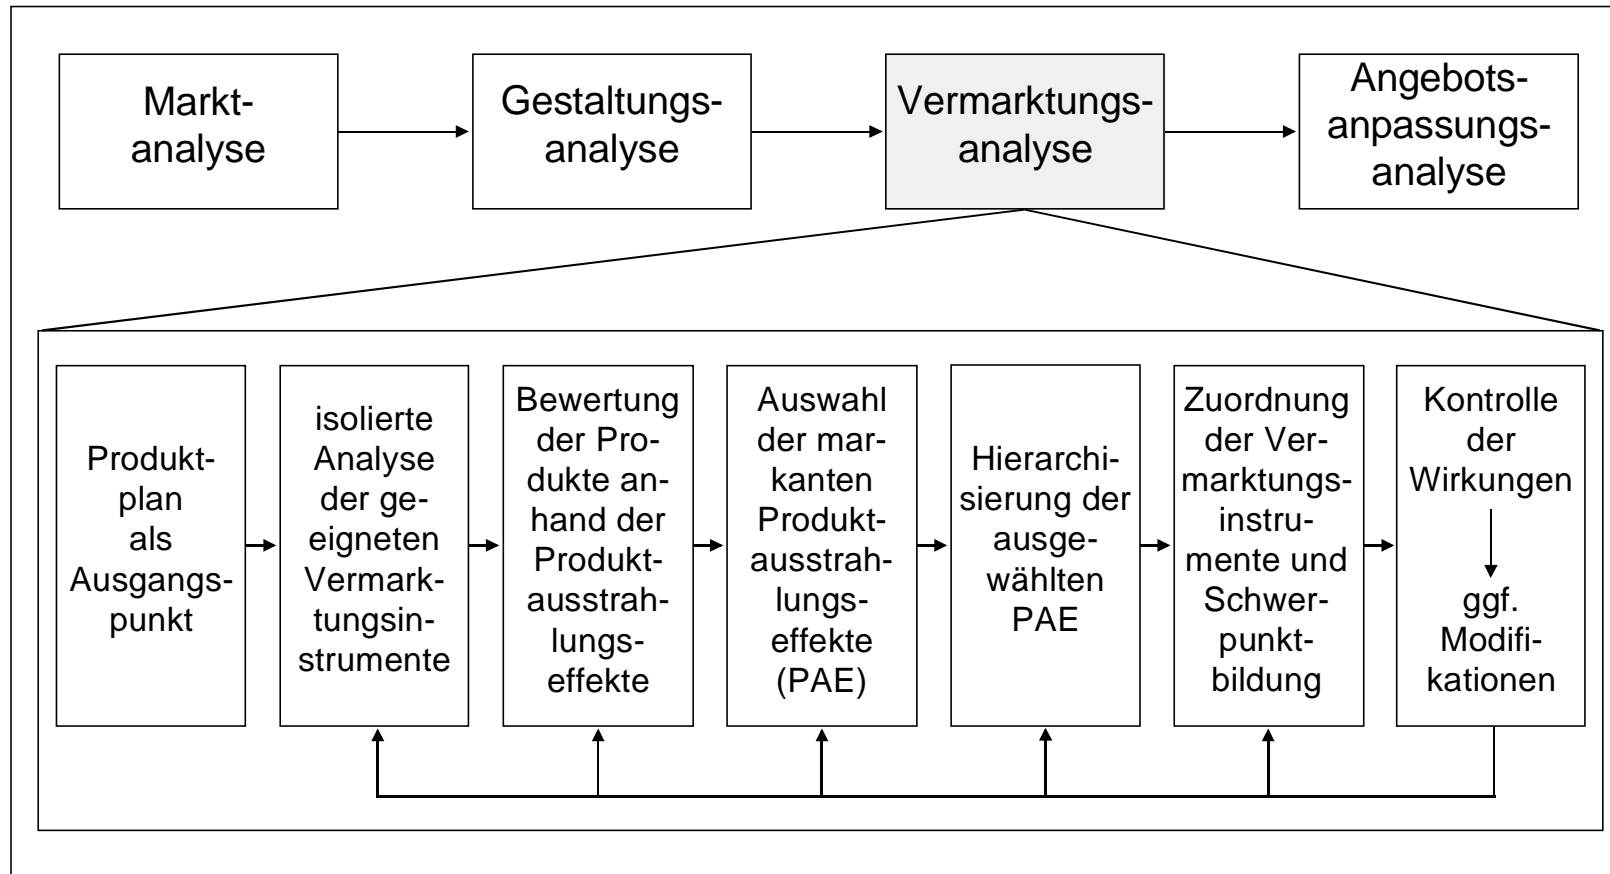 Markt-
analyse
Gestaltungs-
analyse
Vermarktungs-
analyse
Angebots-
anpassungs-
analyse
Produkt-
plan
als
Ausgangs-
punkt
isolierte
Analyse
der ge-
eigneten
Vermark-
tungsin-
strumente
Bewertung
der Pro-
dukte an-
hand der
Produkt-
ausstrah-
lungs-
effekte
Auswahl
der mar-
kanten
Produkt-
ausstrah-
lungs-
effekte
(PAE)
Hierarchi-
sierung der
ausge-
wählten
PAE
Zuordnung
der Ver-
marktungs-
instru-
mente und
Schwer-
punkt-
bildung
Kontrolle
der
Wirkungen
ggf.
Modifi-
kationen